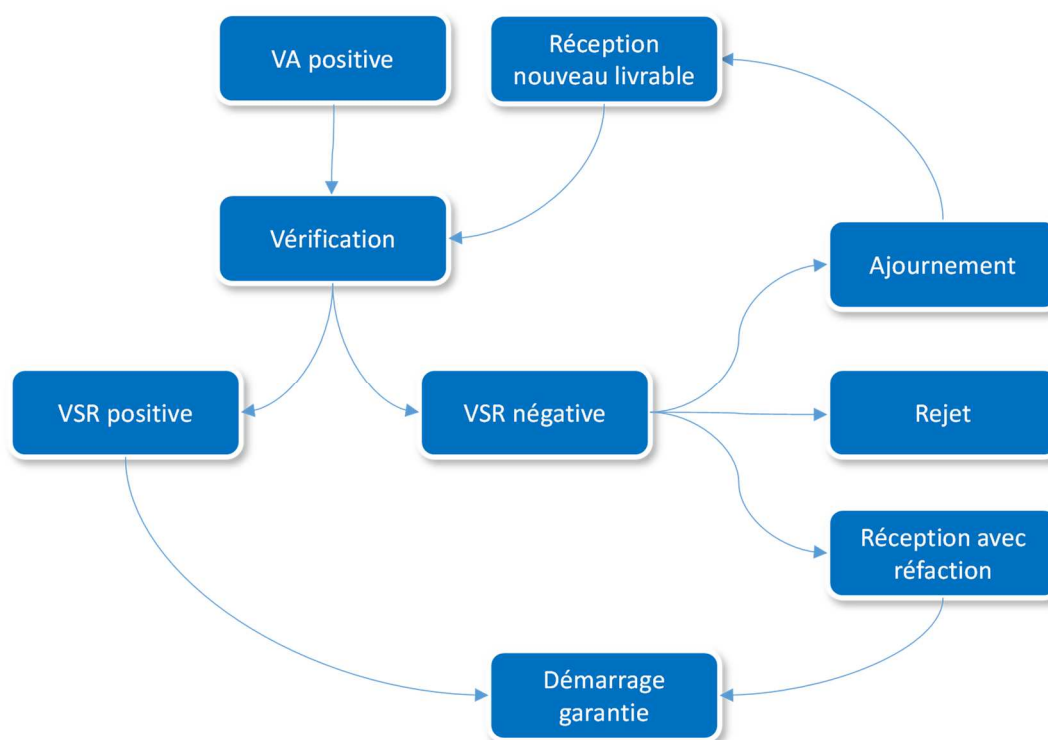 VA positive
Réception
nouveau livrable
Vérification
Ajournement
VSR positive
VSR négative
Rejet
Réception avec
réfaction
Démarrage
garantie